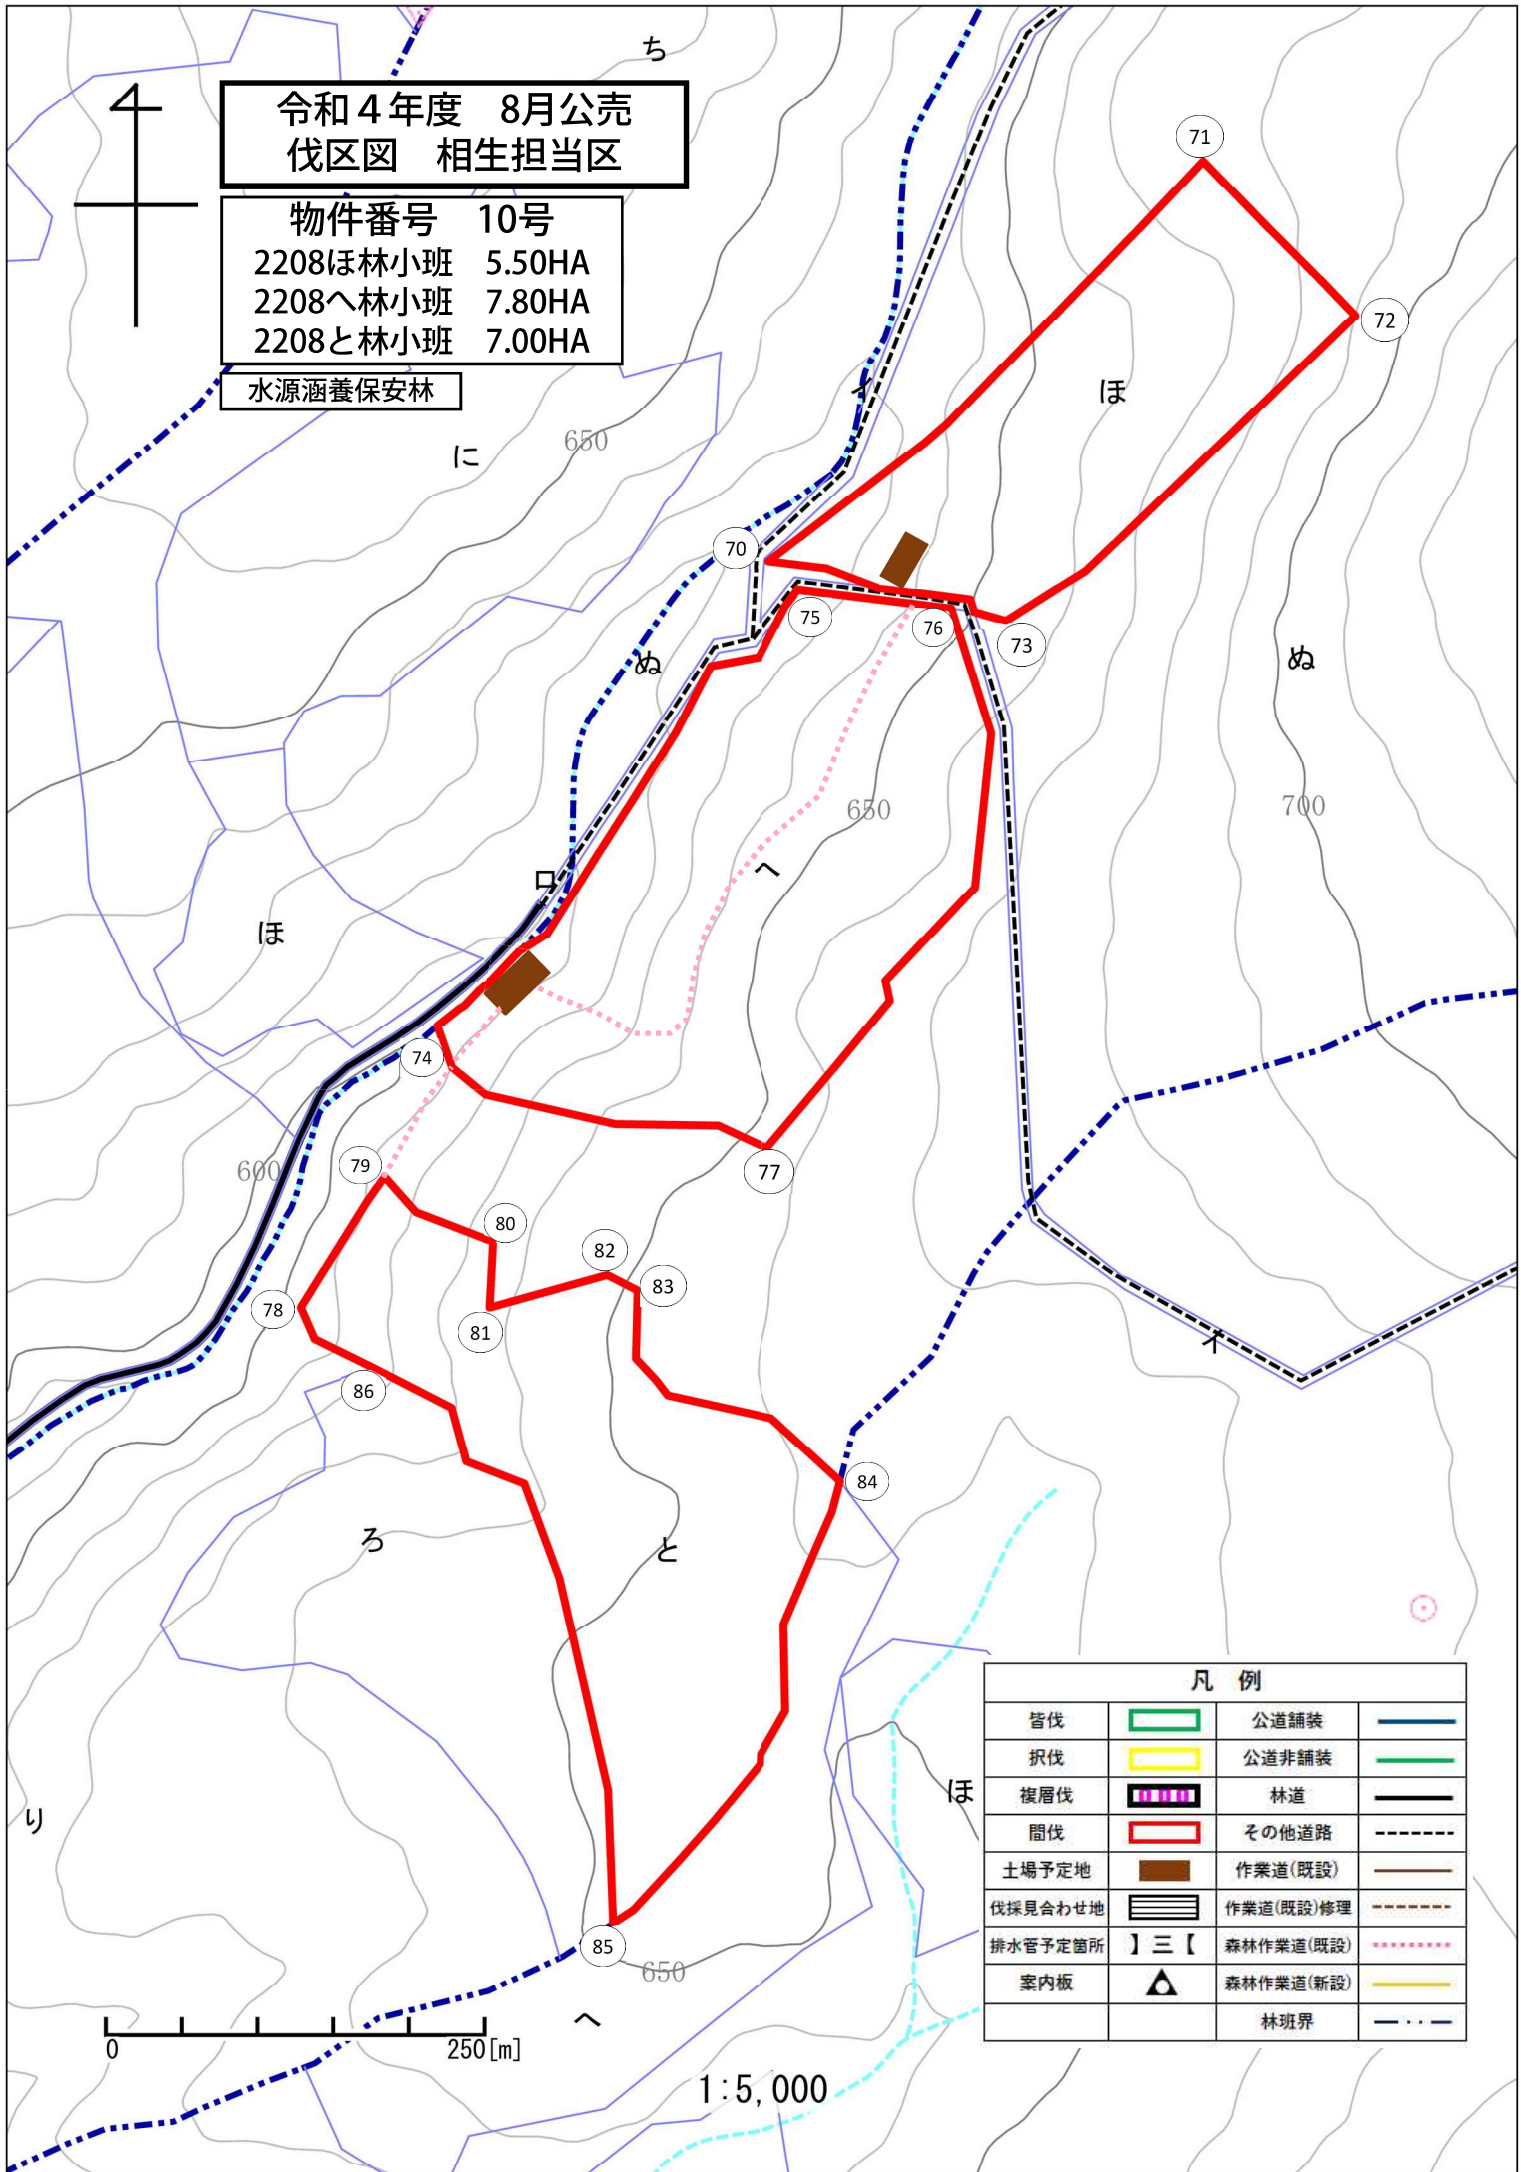 令和４年度　8月公売
伐区図　相生担当区
物件番号　10号
2208ほ林小班　5.50HA
2208へ林小班　7.80HA
2208と林小班　7.00HA
水源涵養保安林
ち
71
72
イ
ほ
に
650
70
75
76
73
ぬ
ぬ
650
700
へ
ロ
ほ
74
79
600
77
80
82
83
78
81
イ
86
84
ろ
と
り
ほ
85
650
へ
0
250[m]
1:5,000
凡　例
皆伐
公道舗装
択伐
公道非舗装
複層伐
林道
間伐
その他道路
土場予定地
作業道(既設)
伐採見合わせ地
作業道(既設)修理
排水管予定箇所
】三【
森林作業道(既設)
案内板
森林作業道(新設)
林班界